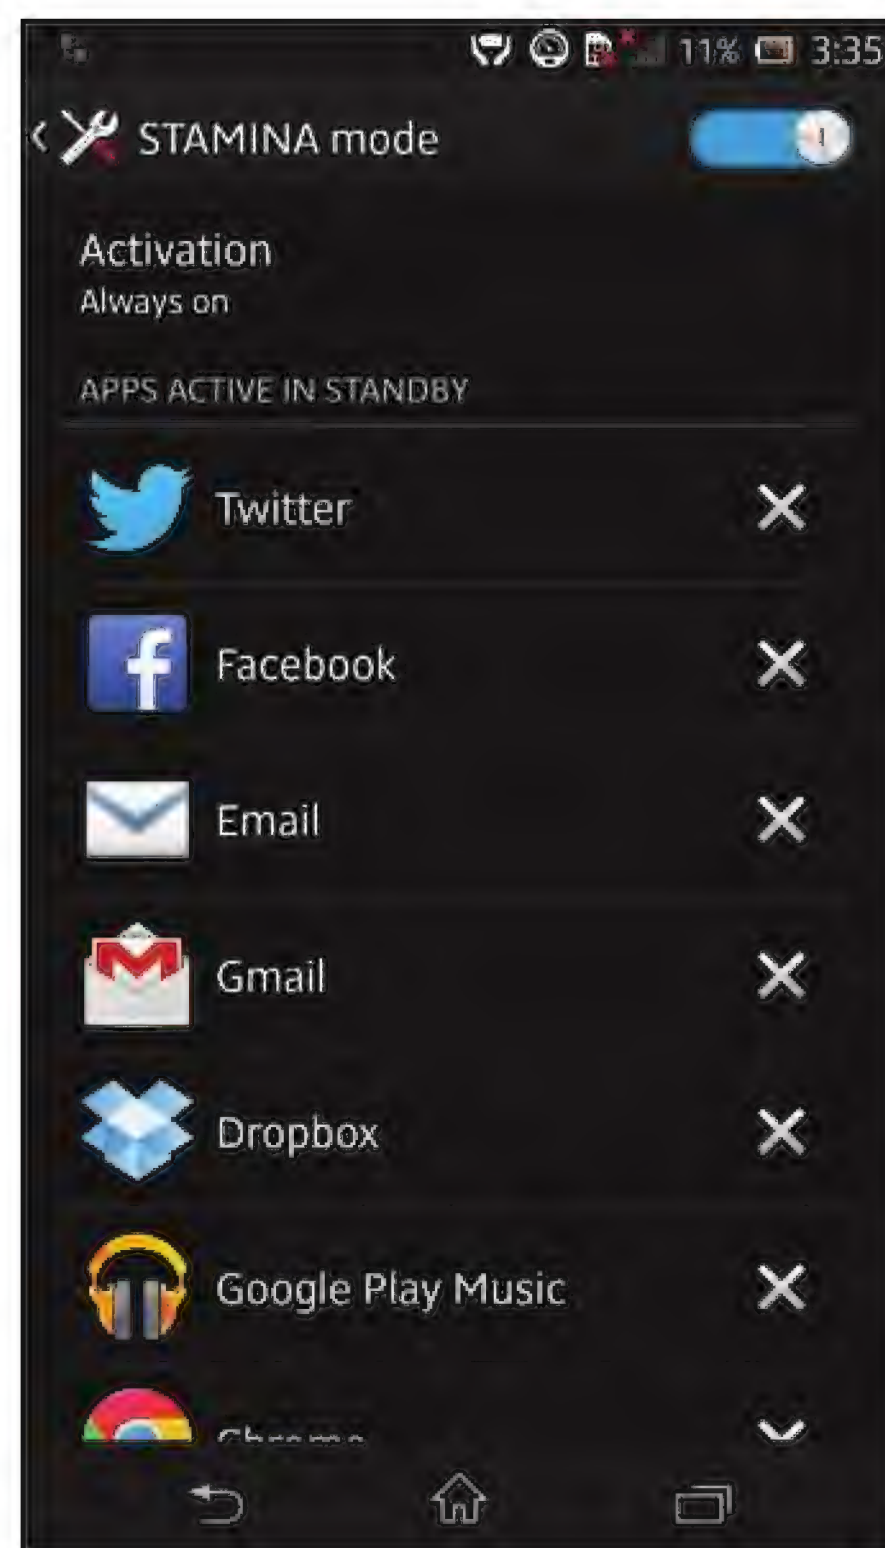 11% 3:35
STAMINA mode
Activation
Always on
APPS ACTIVE IN STANDBY
Twitter
Facebook
Email
Gmail
Dropbox
Google Play Music